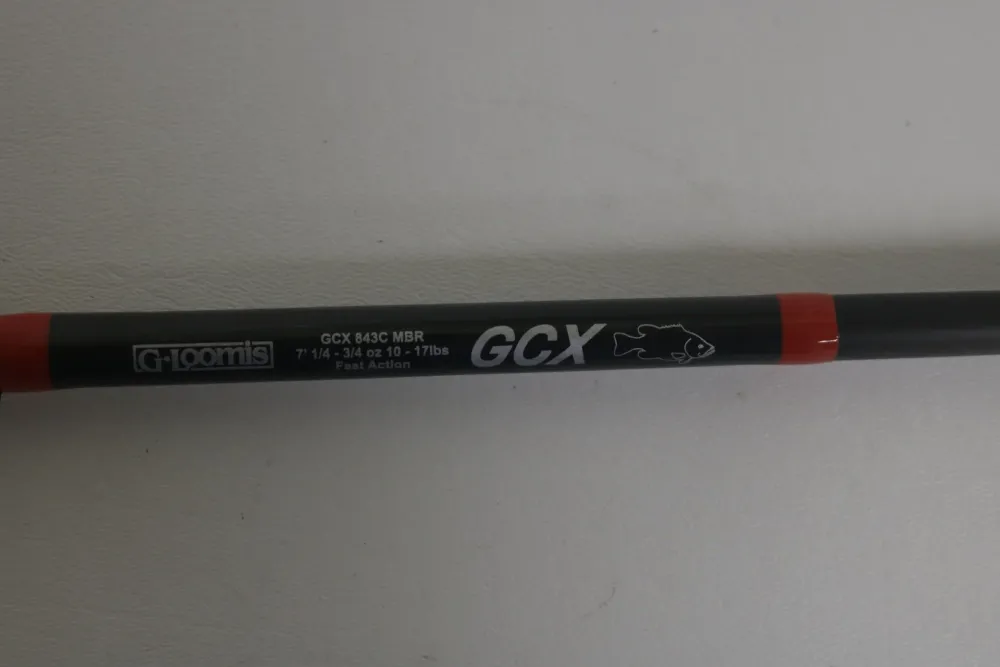 G-Loomis
GCX 843C MBR
7' 1/4 - 3/4 oz 10 - 17lbs
Fast Action
GCX